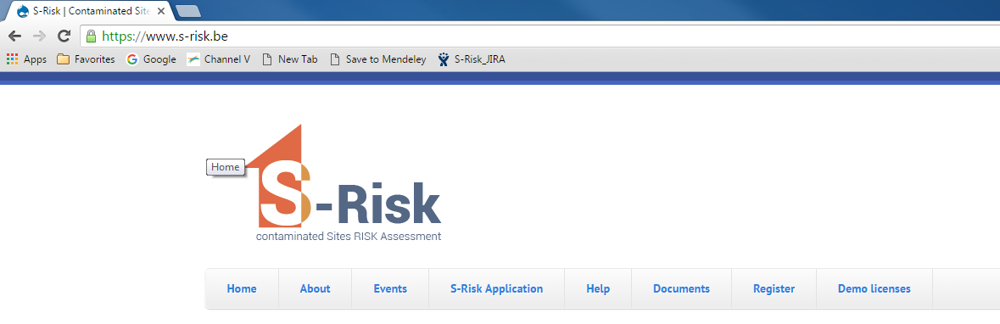 S-Risk | Contaminated Site
https://www.s-risk.be
Apps Favorites Google Channel V New Tab Save to Mendeley S-Risk_JIRA
Home
S-Risk
contaminated Sites RISK Assessment
Home About Events S-Risk Application Help Documents Register Demo licenses